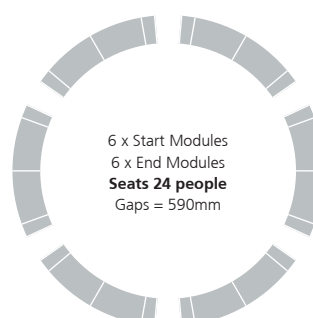 6 x Start Modules
6 x End Modules
Seats 24 people
Gaps = 590mm